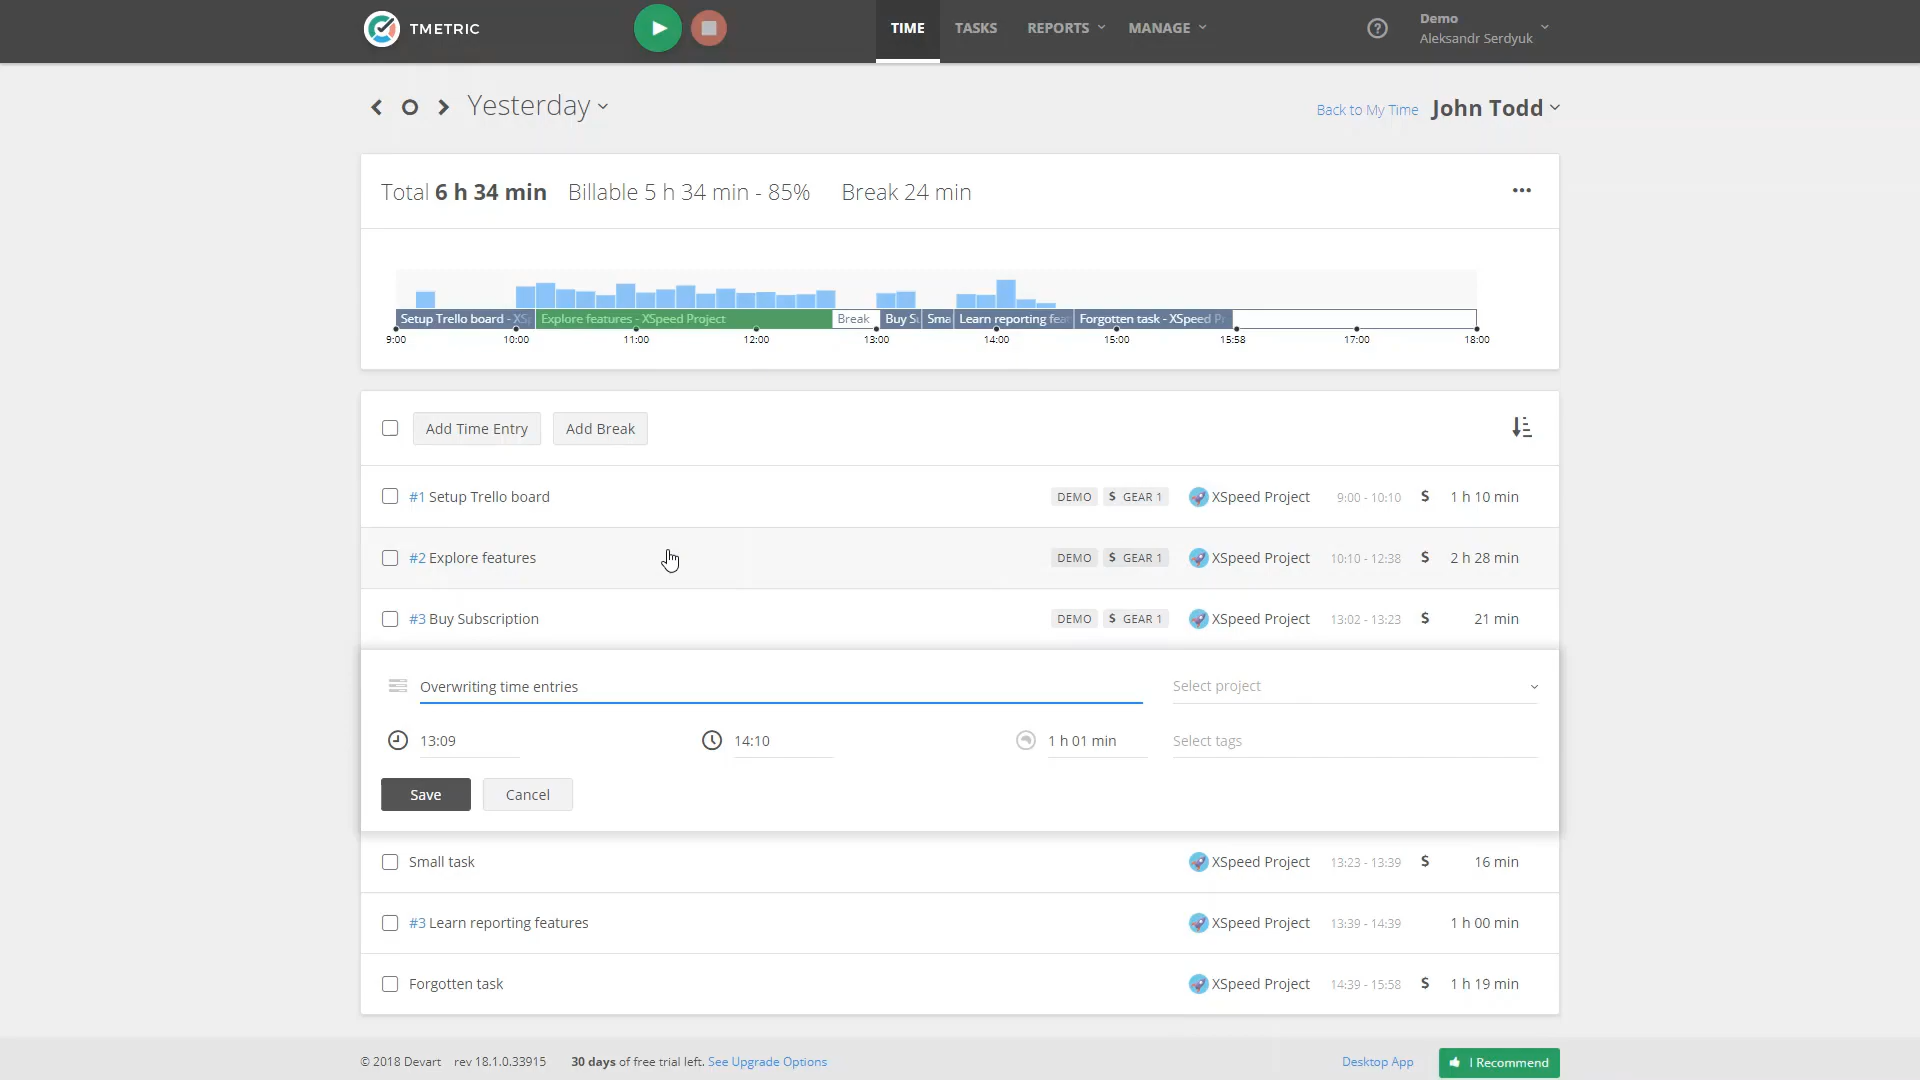 TMETRIC
TIME TASKS REPORTS MANAGE
Demo
Aleksandr Serdyuk
Yesterday
Back to My Time John Todd
Total 6 h 34 min Billable 5 h 34 min - 85% Break 24 min
Setup Trello board - XS Explore features - XSpeed Project Break Buy S Sma Learn reporting fea Forgotten task - XSpeed Pr
9:00 10:00 11:00 12:00 13:00 14:00 15:00 15:58 17:00 18:00
Add Time Entry Add Break
#1 Setup Trello board DEMO $ GEAR 1 XSpeed Project 9:00 - 10:10 $ 1 h 10 min
#2 Explore features DEMO $ GEAR 1 XSpeed Project 10:10 - 12:38 $ 2 h 28 min
#3 Buy Subscription DEMO $ GEAR 1 XSpeed Project 13:02 - 13:23 $ 21 min
Overwriting time entries Select project
13:09 14:10 1 h 01 min Select tags
Save Cancel
Small task XSpeed Project 13:23 - 13:39 $ 16 min
#3 Learn reporting features XSpeed Project 13:39 - 14:39 1 h 00 min
Forgotten task XSpeed Project 14:39 - 15:58 $ 1 h 19 min
© 2018 Devart rev 18.1.0.33915 30 days of free trial left. See Upgrade Options Desktop App I Recommend